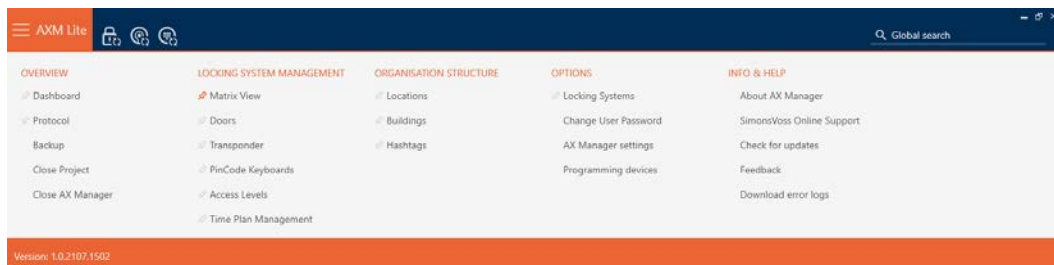 AXM Lite
Global search
OVERVIEW
Dashboard
Protocol
Backup
Close Project
Close AX Manager
LOCKING SYSTEM MANAGEMENT
Matrix View
Doors
Transponder
PinCode Keyboards
Access Levels
Time Plan Management
ORGANISATION STRUCTURE
Locations
Buildings
Hashtags
OPTIONS
Locking Systems
Change User Password
AX Manager settings
Programming devices
INFO & HELP
About AX Manager
SimonsVoss Online Support
Check for updates
Feedback
Download error logs
Version: 1.0.2107.1502